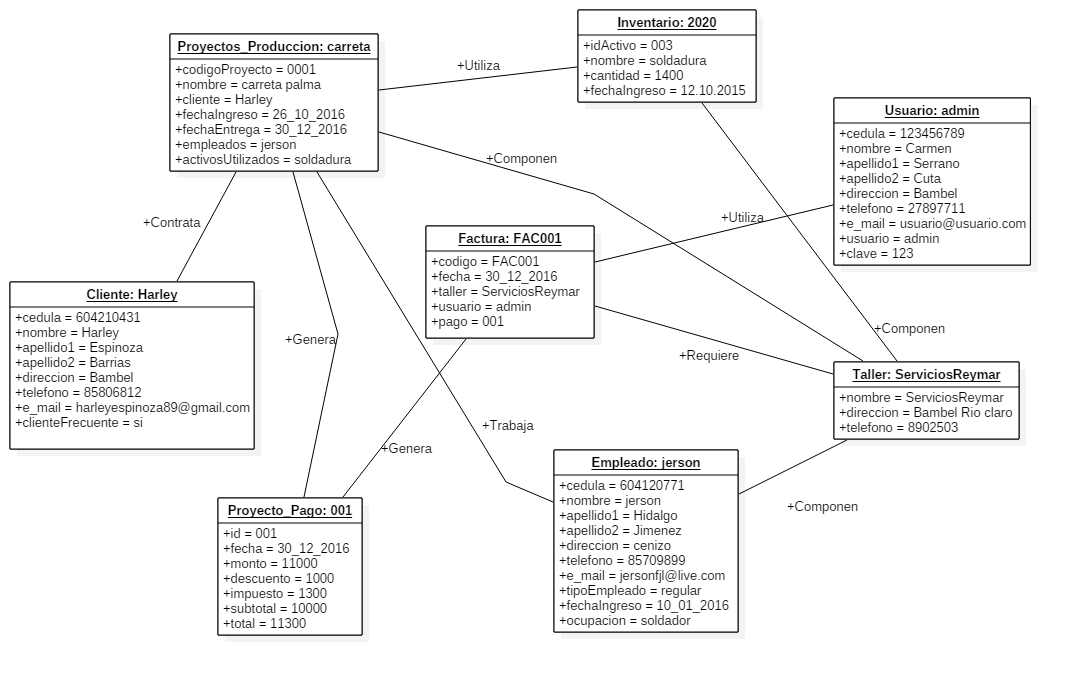 Proyectos_Produccion: carreta
+codigoProyecto = 0001
+nombre = carreta palma
+cliente = Harley
+fechaIngreso = 26_10_2016
+fechaEntrega = 30_12_2016
+empleados = jerson
+activosUtilizados = soldadura
+Utiliza
Inventario: 2020
+idActivo = 003
+nombre = soldadura
+cantidad = 1400
+fechaIngreso = 12.10.2015
Usuario: admin
+cedula = 123456789
+nombre = Carmen
+apellido1 = Serrano
+apellido2 = Cuta
+direccion = Bambel
+telefono = 27897711
+e_mail = usuario@usuario.com
+usuario = admin
+clave = 123
+Componen
+Contrata
+Utiliza
Factura: FAC001
+codigo = FAC001
+fecha = 30_12_2016
+taller = ServiciosReymar
+usuario = admin
+pago = 001
Cliente: Harley
+cedula = 604210431
+nombre = Harley
+apellido1 = Espinoza
+apellido2 = Barrias
+direccion = Bambel
+telefono = 85806812
+e_mail = harleyespinoza89@gmail.com
+clienteFrecuente = si
+Genera
+Componen
+Requiere
Taller: ServiciosReymar
+nombre = ServiciosReymar
+direccion = Bambel Rio claro
+telefono = 8902503
+Trabaja
+Genera
Empleado: jerson
+cedula = 604120771
+nombre = jerson
+apellido1 = Hidalgo
+apellido2 = Jimenez
+direccion = cenizo
+telefono = 85709899
+e_mail = jersonfjl@live.com
+tipoEmpleado = regular
+fechaIngreso = 10_01_2016
+ocupacion = soldador
+Componen
Proyecto_Pago: 001
+id = 001
+fecha = 30_12_2016
+monto = 11000
+descuento = 1000
+impuesto = 1300
+subtotal = 10000
+total = 11300